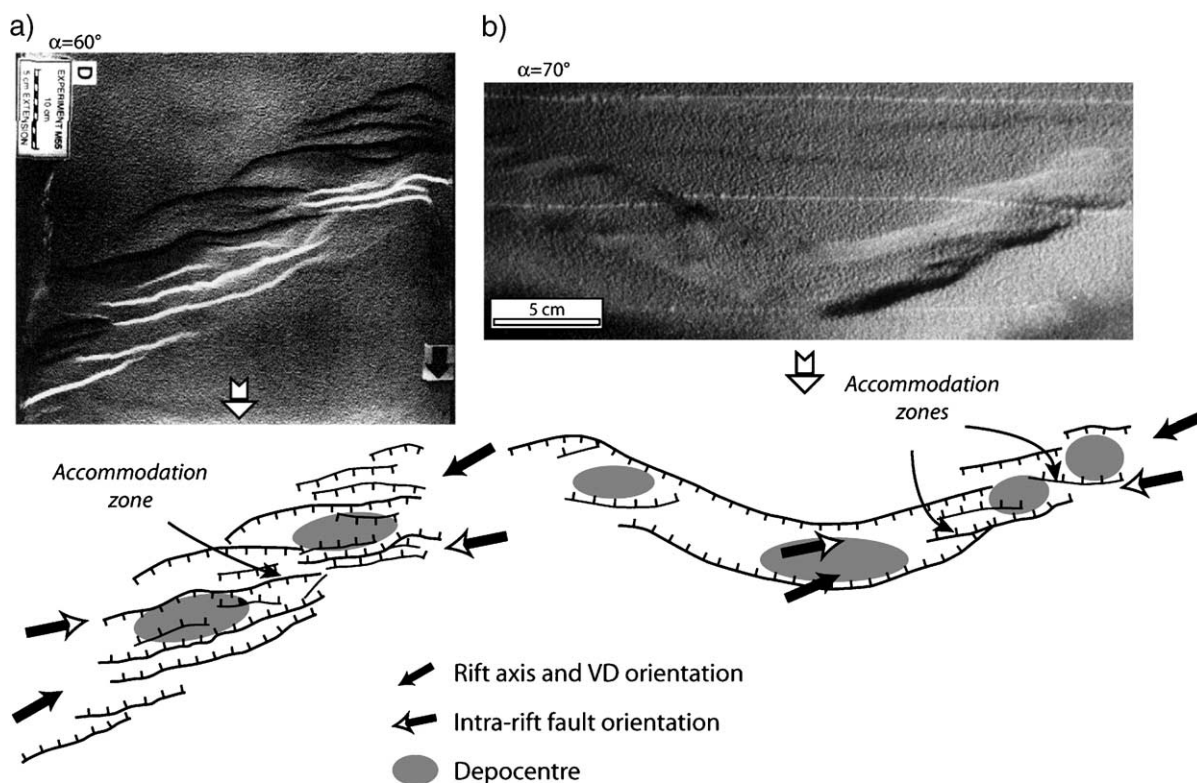 a)
α=60°
D
EXPERIMENT M55
10 cm
5 cm EXTENSION
b)
α=70°
5 cm
Accommodation
zones
Accommodation
zone
Rift axis and VD orientation
Intra-rift fault orientation
Depocentre